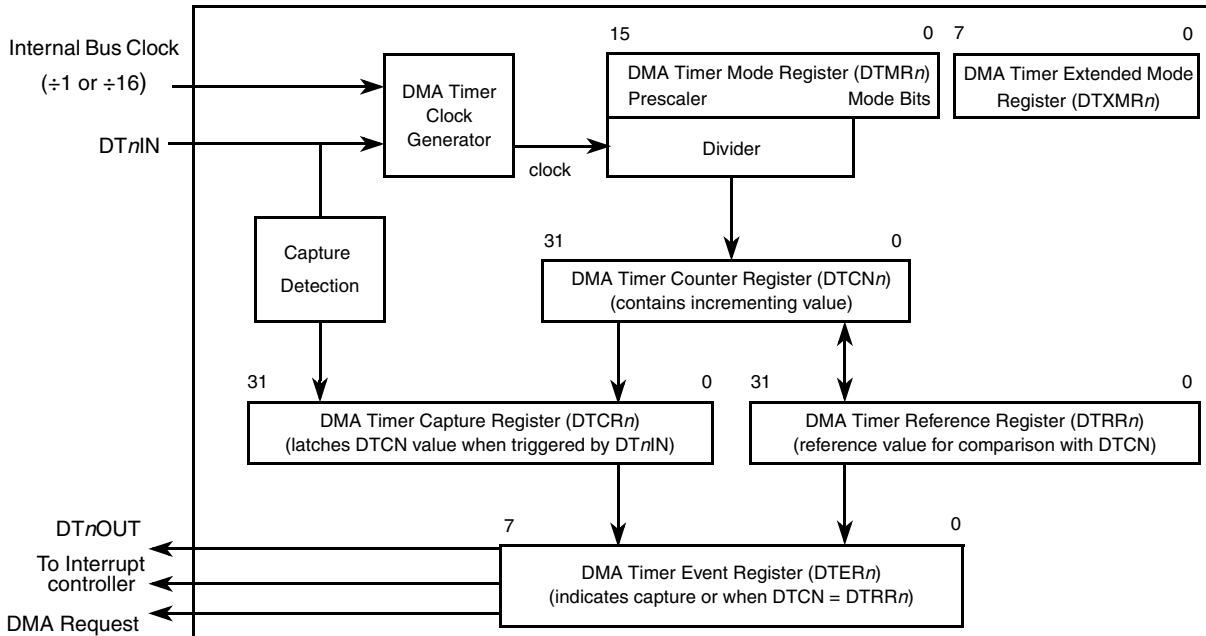 15 0 7 0
Internal Bus Clock
(÷1 or ÷16)
DMA Timer
Clock
Generator
DMA Timer Mode Register (DTMRn)
Prescaler Mode Bits
DMA Timer Extended Mode
Register (DTXMRn)
DTnIN
clock
Divider
Capture
Detection
31 0
DMA Timer Counter Register (DTCNn)
(contains incrementing value)
31 0
DMA Timer Capture Register (DTCRn)
(latches DTCN value when triggered by DTnIN)
31 0
DMA Timer Reference Register (DTRRn)
(reference value for comparison with DTCN)
7 0
DMA Timer Event Register (DTERn)
(indicates capture or when DTCN = DTRRn)
DTnOUT
To Interrupt
controller
DMA Request